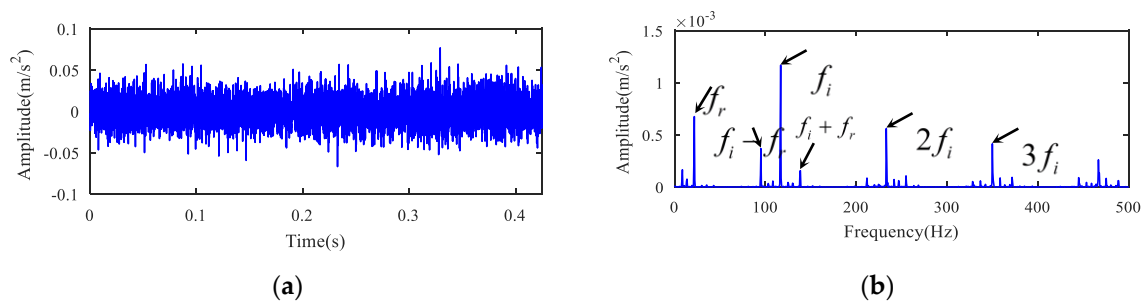 Amplitude(m/s²)
0.1
0.05
0
-0.05
-0.1
0
0.1
0.2
0.3
0.4
Time(s)
(a)
×10⁻³
Amplitude(m/s²)
1.5
1
0.5
0
f_r
f_i − f_r
f_i
f_i + f_r
2f_i
3f_i
0
100
200
300
400
500
Frequency(Hz)
(b)